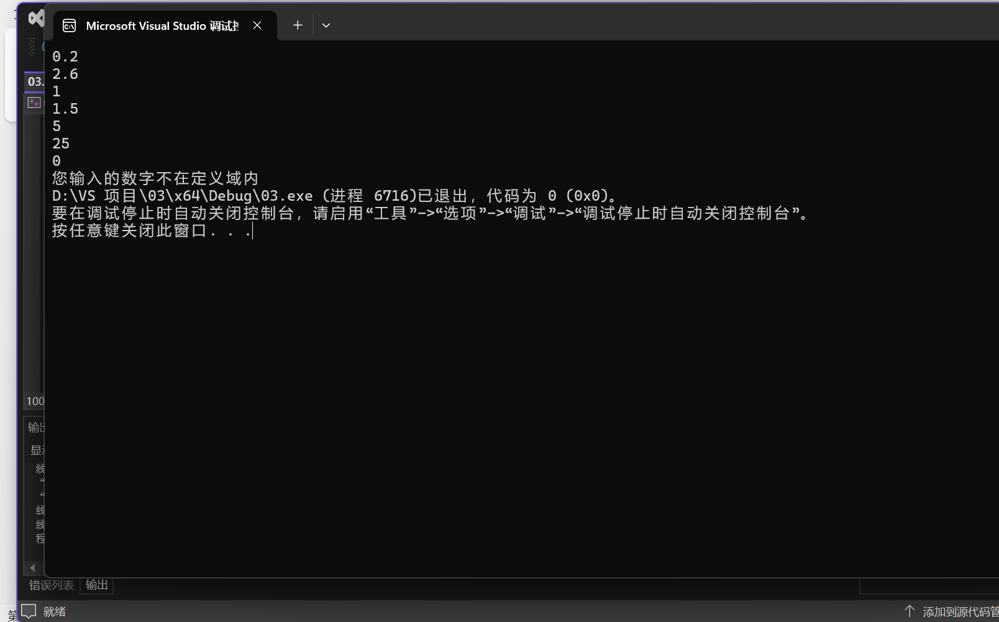 Microsoft Visual Studio 调试
0.2
2.6
1
1.5
5
25
0
您输入的数字不在定义域内
D:\VS 项目\03\x64\Debug\03.exe (进程 6716)已退出，代码为 0 (0x0)。
要在调试停止时自动关闭控制台，请启用“工具”->“选项”->“调试”->“调试停止时自动关闭控制台”。
按任意键关闭此窗口. . .
03.
100
输出
显
线
“
“
线
线
程
错误列表
输出
第
就绪
添加到源代码管